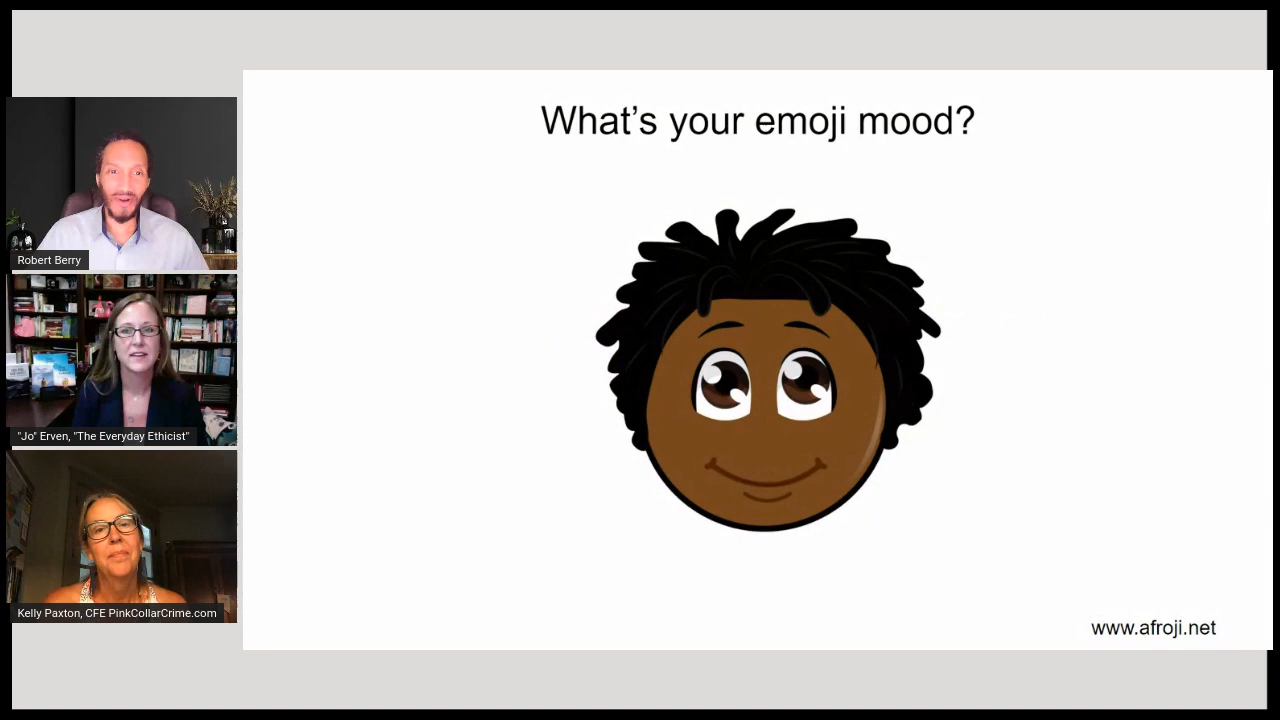 What's your emoji mood?
Robert Berry
"Jo" Erven, "The Everyday Ethicist"
Kelly Paxton, CFE PinkCollarCrime.com
www.afroji.net